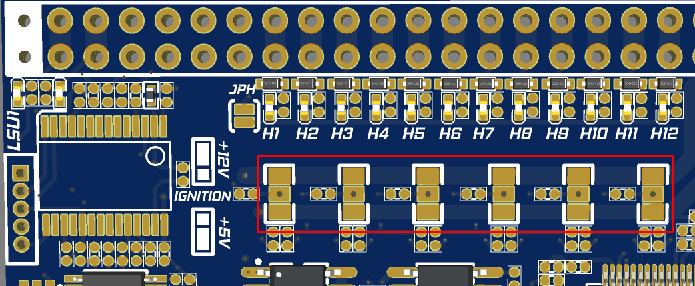 JPH
H1 H2 H3 H4 H5 H6 H7 H8 H9 H10 H11 H12
LSU1
+12V
IGNITION
+5V